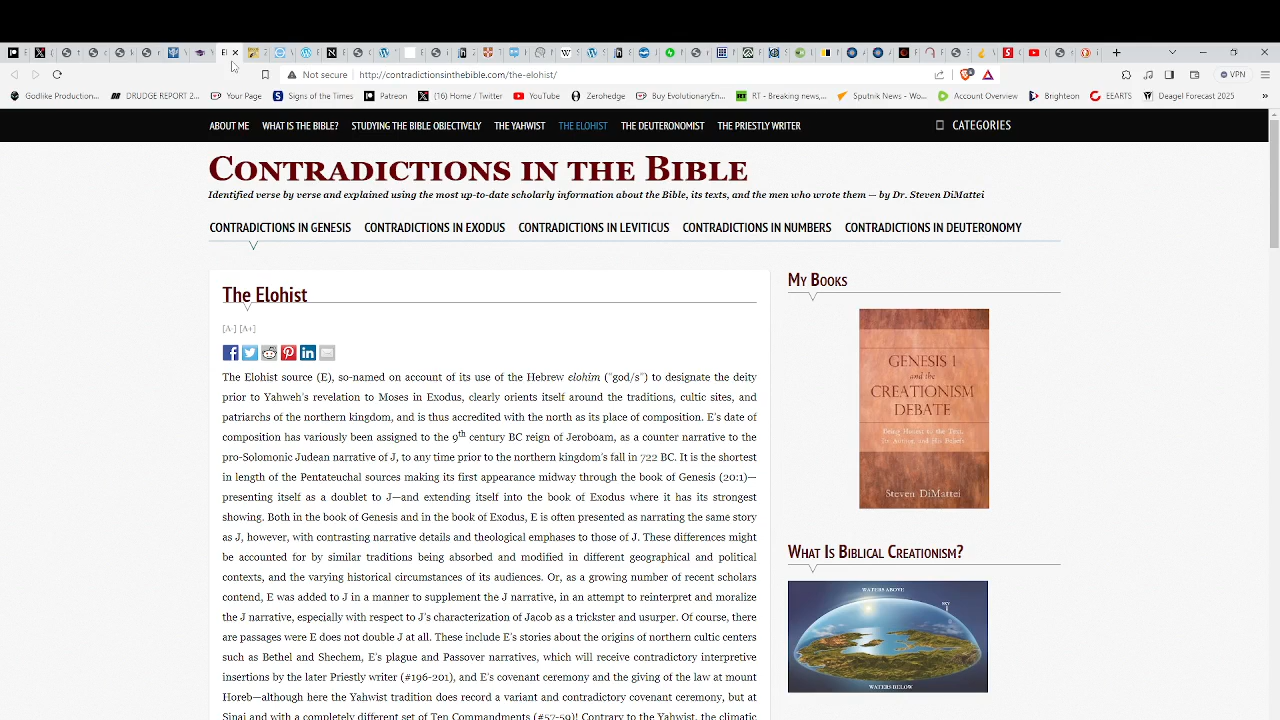 Not secure http://contradictionsinthebible.com/the-elohist/ VPN
Godlike Production... DRUDGE REPORT 2... Your Page Signs of the Times Patreon (16) Home / Twitter YouTube Zerohedge Buy EvolutionaryEn... RT - Breaking news,... Sputnik News - Wo... Account Overview Brighteon EEARTS Deagel Forecast 2025 »
ABOUT ME WHAT IS THE BIBLE? STUDYING THE BIBLE OBJECTIVELY THE YAHWIST THE ELOHIST THE DEUTERONOMIST THE PRIESTLY WRITER CATEGORIES
CONTRADICTIONS IN THE BIBLE
Identified verse by verse and explained using the most up-to-date scholarly information about the Bible, its texts, and the men who wrote them — by Dr. Steven DiMattei
CONTRADICTIONS IN GENESIS CONTRADICTIONS IN EXODUS CONTRADICTIONS IN LEVITICUS CONTRADICTIONS IN NUMBERS CONTRADICTIONS IN DEUTERONOMY
The Elohist
[A-] [A+]
The Elohist source (E), so-named on account of its use of the Hebrew elohim ("god/s") to designate the deity
prior to Yahweh's revelation to Moses in Exodus, clearly orients itself around the traditions, cultic sites, and
patriarchs of the northern kingdom, and is thus accredited with the north as its place of composition. E's date of
composition has variously been assigned to the 9th century BC reign of Jeroboam, as a counter narrative to the
pro-Solomonic Judean narrative of J, to any time prior to the northern kingdom's fall in 722 BC. It is the shortest
in length of the Pentateuchal sources making its first appearance midway through the book of Genesis (20:1)—
presenting itself as a doublet to J—and extending itself into the book of Exodus where it has its strongest
showing. Both in the book of Genesis and in the book of Exodus, E is often presented as narrating the same story
as J, however, with contrasting narrative details and theological emphases to those of J. These differences might
be accounted for by similar traditions being absorbed and modified in different geographical and political
contexts, and the varying historical circumstances of its audiences. Or, as a growing number of recent scholars
contend, E was added to J in a manner to supplement the J narrative, in an attempt to reinterpret and moralize
the J narrative, especially with respect to J's characterization of Jacob as a trickster and usurper. Of course, there
are passages were E does not double J at all. These include E's stories about the origins of northern cultic centers
such as Bethel and Shechem, E's plague and Passover narratives, which will receive contradictory interpretive
insertions by the later Priestly writer (#196-201), and E's covenant ceremony and the giving of the law at mount
Horeb—although here the Yahwist tradition does record a variant and contradictory covenant ceremony, but at
Sinai and with a completely different set of Ten Commandments (#57-59)! Contrary to the Yahwist, the climatic
MY BOOKS
GENESIS 1
and the
CREATIONISM
DEBATE
Steven DiMattei
WHAT IS BIBLICAL CREATIONISM?
WATERS ABOVE
SKY
WATERS BELOW